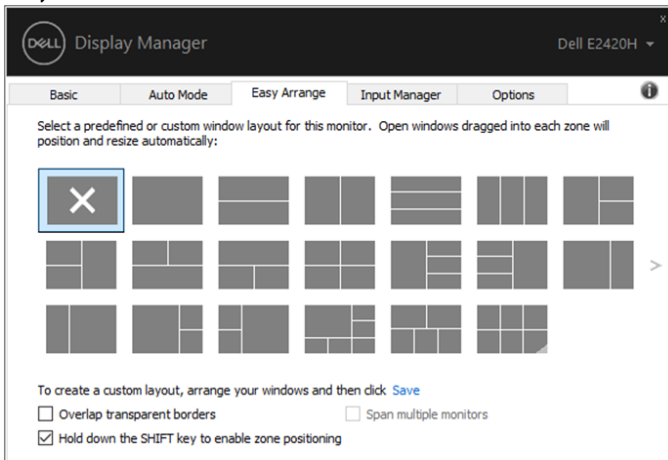 DELL Display Manager
Dell E2420H
Basic Auto Mode Easy Arrange Input Manager Options
Select a predefined or custom window layout for this monitor. Open windows dragged into each zone will
position and resize automatically:
To create a custom layout, arrange your windows and then click Save
Overlap transparent borders
Span multiple monitors
Hold down the SHIFT key to enable zone positioning